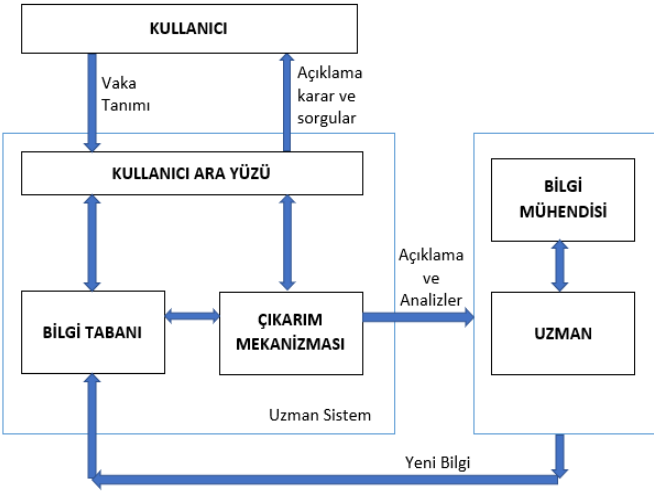 KULLANICI
Vaka
Tanımı
Açıklama
karar ve
sorgular
KULLANICI ARA YÜZÜ
BİLGİ
MÜHENDİSİ
Açıklama
ve
Analizler
BİLGİ TABANI
ÇIKARIM
MEKANİZMASI
UZMAN
Uzman Sistem
Yeni Bilgi